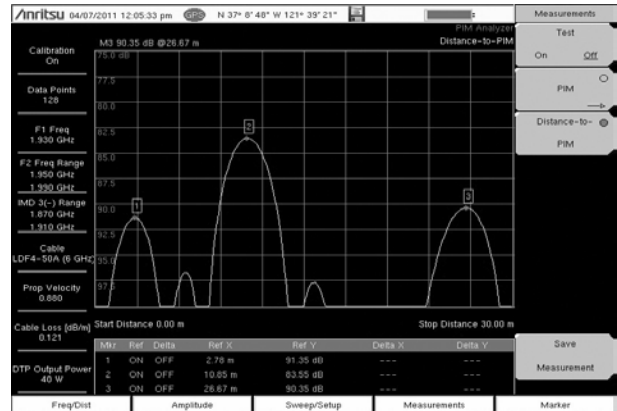 Anritsu 04/07/2011 12:05:33 pm GPS N 37° 8' 48" W 121° 39' 21"
Measurements
PIM Analyzer
M3 90.35 dB @26.67 m
Distance-to-PIM
Calibration
On
Data Points
128
F1 Freq
1.930 GHz
F2 Freq Range
1.950 GHz
1.990 GHz
IMD 3(-) Range
1.870 GHz
1.910 GHz
Cable
LDF4-50A (6 GHz
Prop Velocity
0.880
Cable Loss [dB/m]
0.121
DTP Output Power
40 W
75.0 dB
77.5
80.0
82.5
85.0
87.5
90.0
92.5
95.0
97.5
1
2
3
Start Distance 0.00 m
Stop Distance 30.00 m
Mkr Ref Delta Ref X Ref Y Delta X Delta Y
1 ON OFF 2.78 m 91.35 dB --- ---
2 ON OFF 10.85 m 83.55 dB --- ---
3 ON OFF 26.67 m 90.35 dB --- ---
Test
On Off
PIM
Distance-to-
PIM
Save
Measurement
Freq/Dist
Amplitude
Sweep/Setup
Measurements
Marker